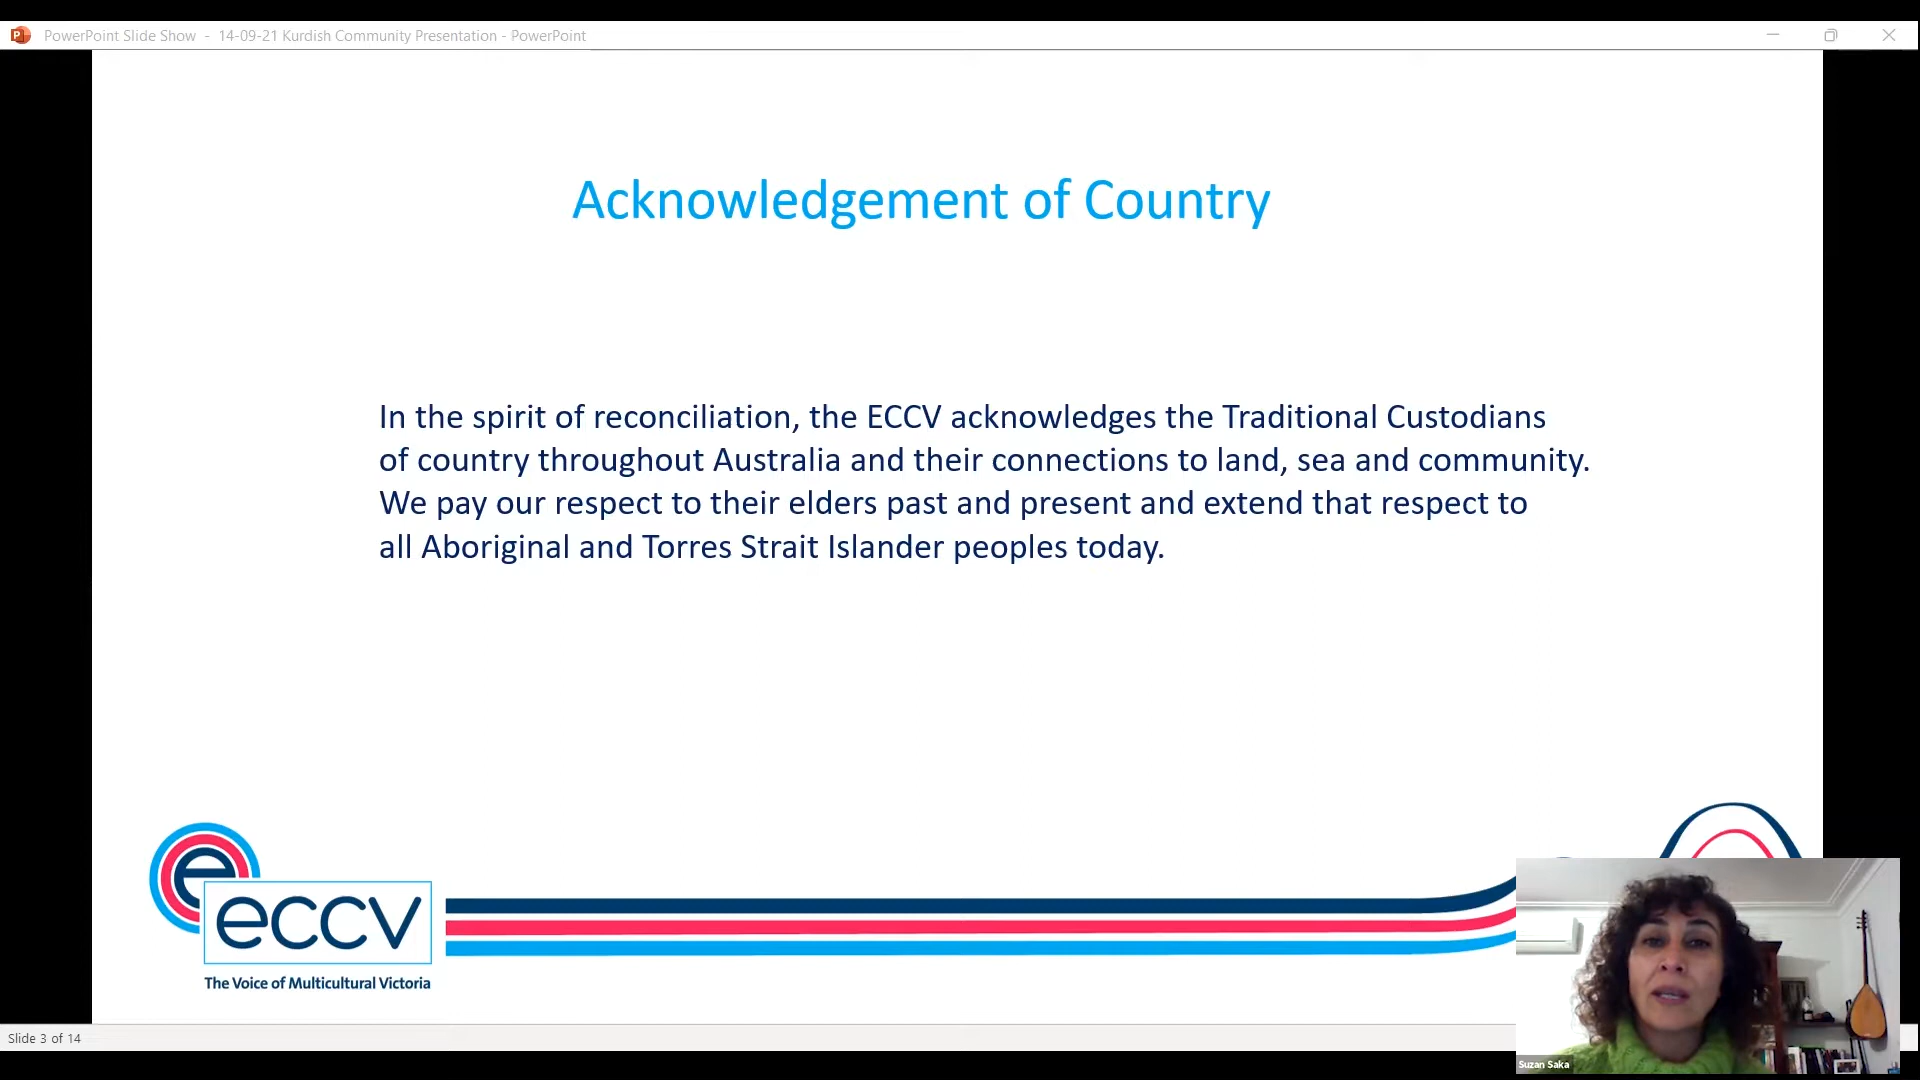 PowerPoint Slide Show - 14-09-21 Kurdish Community Presentation - PowerPoint
Acknowledgement of Country
In the spirit of reconciliation, the ECCV acknowledges the Traditional Custodians
of country throughout Australia and their connections to land, sea and community.
We pay our respect to their elders past and present and extend that respect to
all Aboriginal and Torres Strait Islander peoples today.
e
eccv
The Voice of Multicultural Victoria
Slide 3 of 14
Suzan Saka